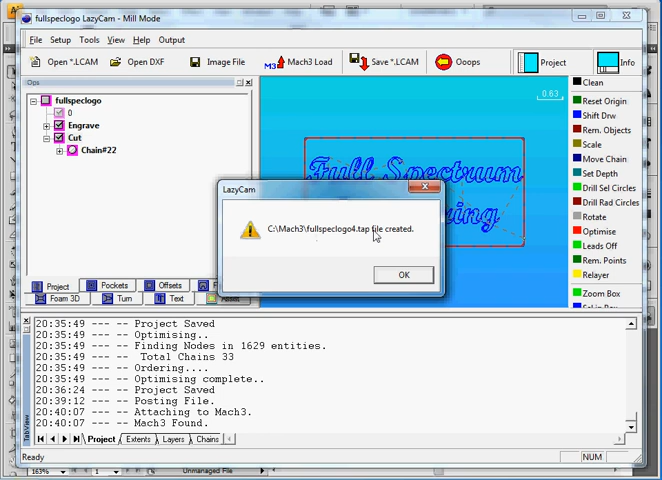 fullspeclogo LazyCam - Mill Mode
File Setup Tools View Help Output
Open *.LCAM Open DXF Image File M3 Mach3 Load Save *.LCAM Ooops Project Info
Ops
fullspeclogo
0
Engrave
Cut
Chain#22
0.63
Full Spectrum
Clean
Reset Origin
Shift Drw.
Rem. Objects
Scale
Move Chain
Set Depth
Drill Sel Circles
Drill Rad Circles
Rotate
Optimise
Leads Off
Rem. Points
Relayer
Zoom Box
LazyCam
C:\Mach3\fullspeclogo4.tap file created.
OK
Project Pockets Offsets
Foam 3D Turn Text
20:35:49 --- -- Project Saved
20:35:49 --- -- Optimising..
20:35:49 --- -- Finding Nodes in 1629 entities.
20:35:49 --- -- Total Chains 33
20:35:49 --- -- Ordering....
20:35:49 --- -- Optimising complete..
20:36:24 --- -- Project Saved
20:39:12 --- -- Posting File.
20:40:07 --- -- Attaching to Mach3.
20:40:07 --- -- Mach3 Found.
TabView
Project Extents Layers Chains
Ready NUM
163% 1 Unmanaged File